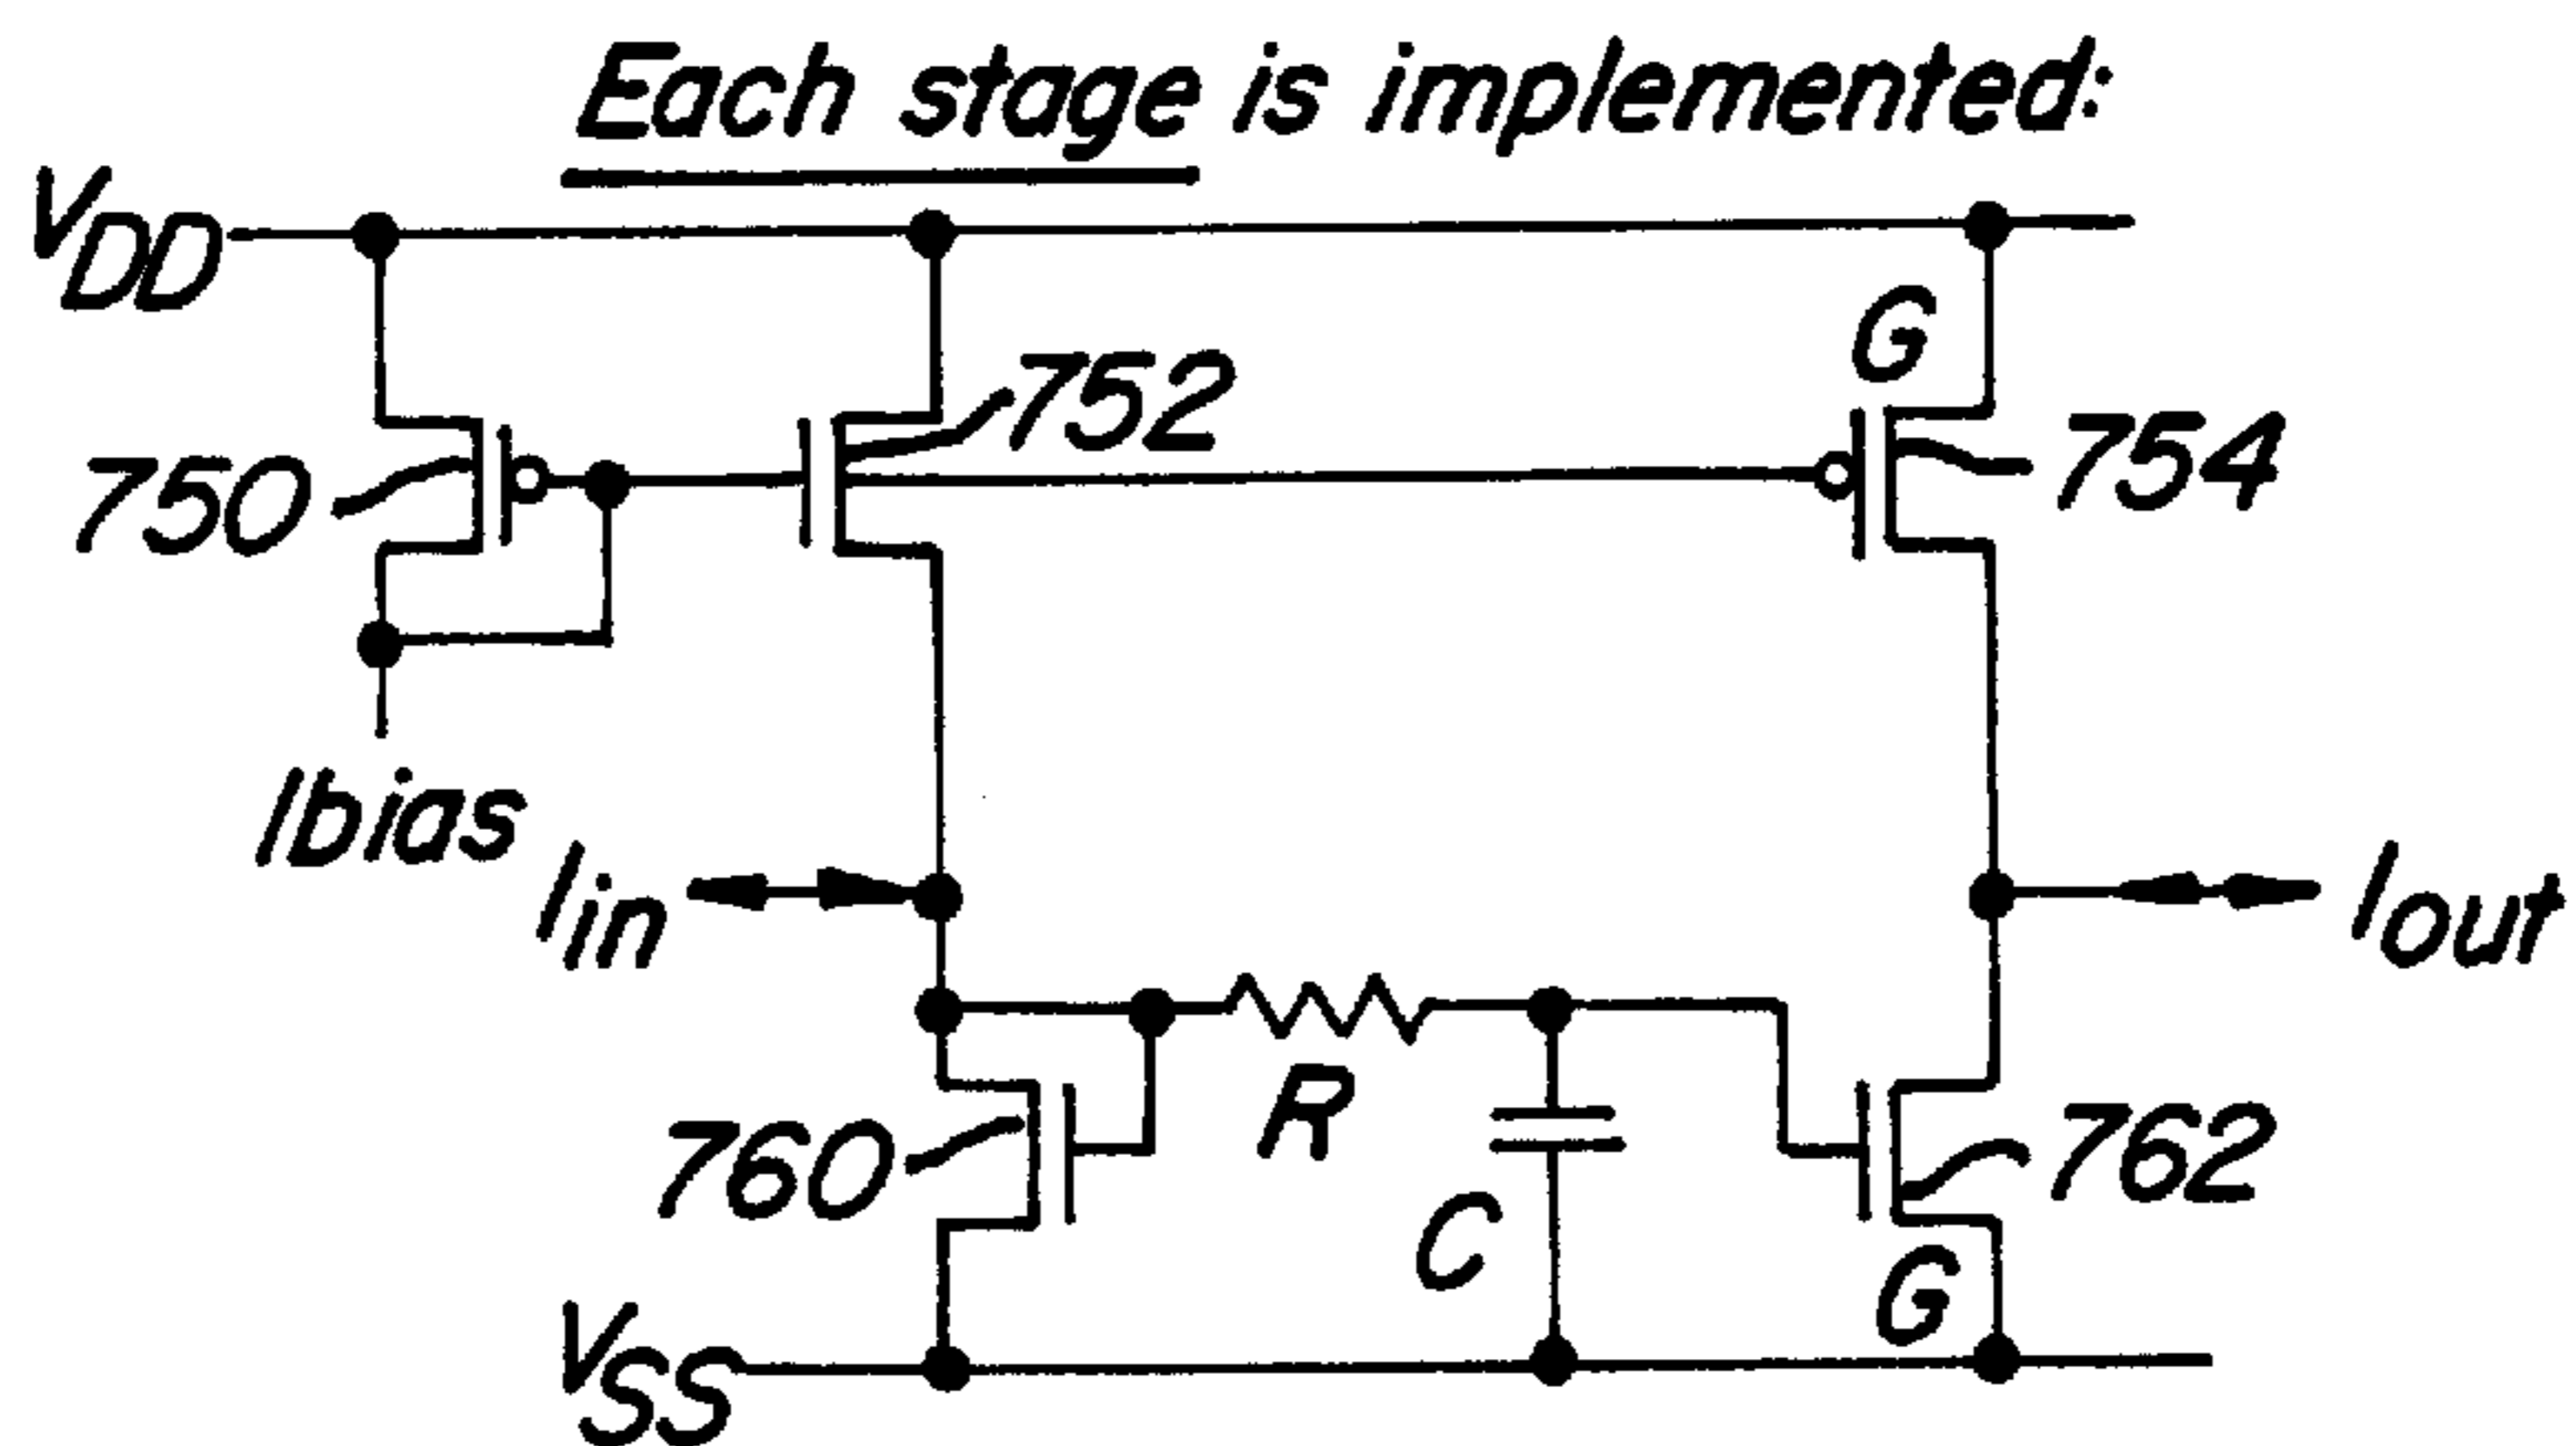 Each stage is implemented:
VDD
G
752
750
754
Ibias
Iin
Iout
R
760
762
C
G
VSS